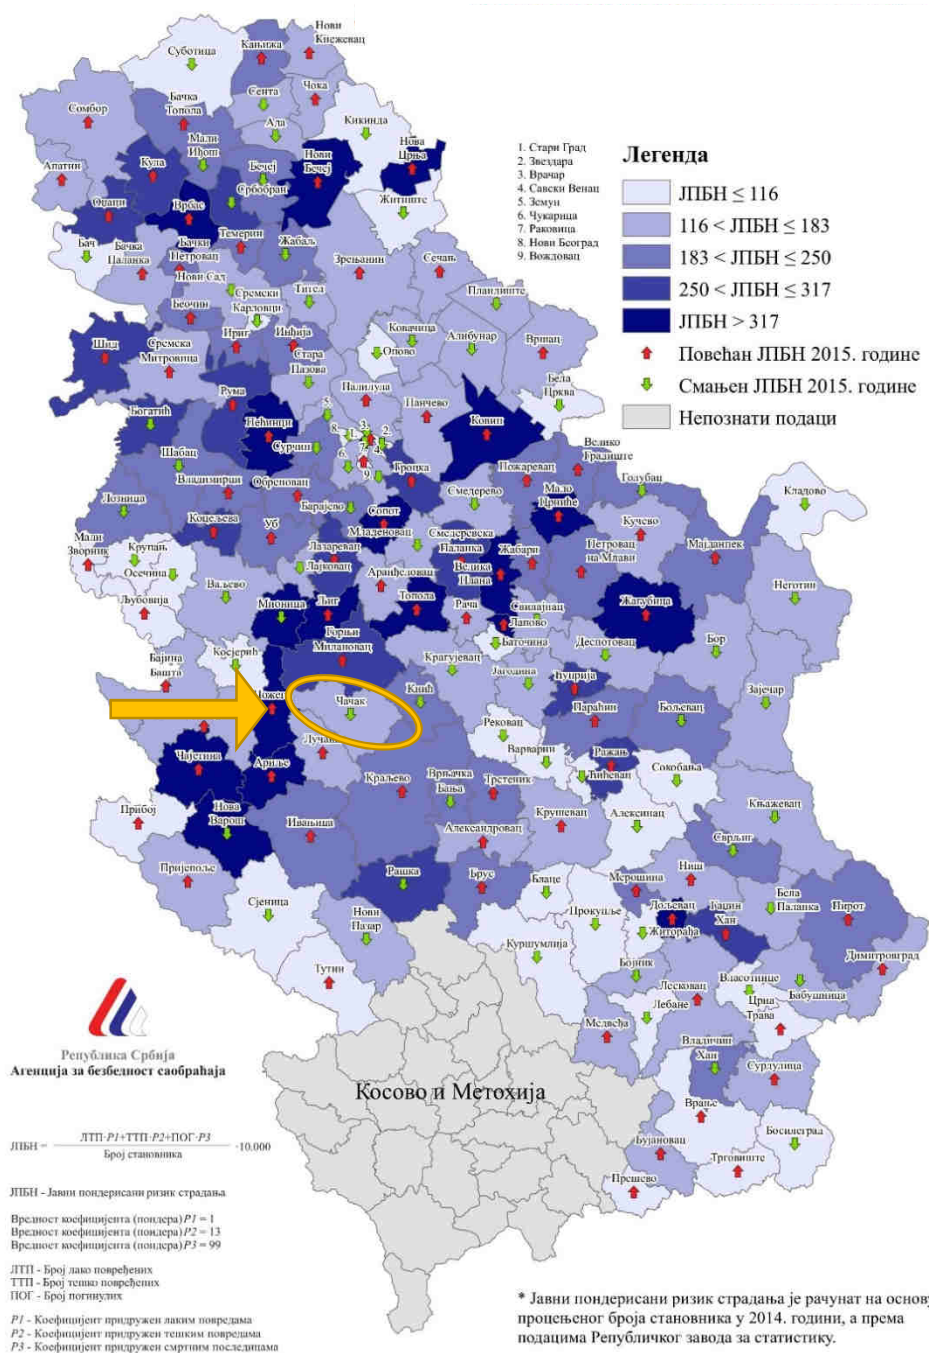 Нови
Кнежевац
Кањижа
Суботица
Чока
Сента
Бачка
Топола
Сомбор
Ада
Кикинда
Мали
Иђош
Нова
Црња
1. Стари Град
2. Звездара
3. Врачар
4. Савски Венац
5. Земун
6. Чукарица
7. Раковица
8. Нови Београд
9. Вождовац
Легенда
ЈПБН ≤ 116
116 < ЈПБН ≤ 183
183 < ЈПБН ≤ 250
250 < ЈПБН ≤ 317
ЈПБН > 317
Повећан ЈПБН 2015. године
Смањен ЈПБН 2015. године
Непознати подаци
Апатин
Кула
Бечеј
Нови
Бечеј
Србобран
Оџаци
Врбас
Житиште
Бач
Бачка
Паланка
Бачки
Петровац
Темерин
Жабаљ
Зрењанин
Сечањ
Нови Сад
Сремски
Карловци
Тител
Пландиште
Беочин
Ириг
Инђија
Ковачица
Опово
Алибунар
Вршац
Шид
Сремска
Митровица
Стара
Пазова
Бела
Црква
Рума
Палилула
Панчево
Ковин
Богатић
Пећинци
5.
8.
1.
3.
2.
4.
6.
7.
9.
Сурчин
Шабац
Владимирци
Обреновац
Гроцка
Пожаревац
Велико
Градиште
Голубац
Кладово
Лозница
Барајево
Сопот
Смедерево
Мало
Црниће
Коцељева
Уб
Младеновац
Кучево
Мали
Зворник
Крупањ
Лазаревац
Смедеревска
Паланка
Жабари
Петровац
на Млави
Мајданпек
Осечина
Лајковац
Аранђеловац
Велика
Плана
Неготин
Љубовија
Ваљево
Мионица
Љиг
Топола
Рача
Свилајнац
Жагубица
Лапово
Горњи
Милановац
Баточина
Деспотовац
Бор
Косјерић
Бајина
Башта
Крагујевац
Јагодина
Ћуприја
Зајечар
Чачак
Кнић
Параћин
Бољевац
Рековац
Лучани
Варварин
Ражањ
Чајетина
Ариље
Ћићевац
Сокобања
Краљево
Врњачка
Бања
Трстеник
Књажевац
Прибој
Нова
Варош
Ивањица
Александровац
Крушевац
Алексинац
Сврљиг
Пријепоље
Рашка
Брус
Блаце
Мерошина
Ниш
Бела
Паланка
Пирот
Сјеница
Нови
Пазар
Прокупље
Дољевац
Гаџин
Хан
Житорађа
Куршумлија
Димитровград
Тутин
Бојник
Власотинце
Бабушница
Лесковац
Црна
Трава
Лебане
Медвеђа
Владичин
Хан
Сурдулица
Република Србија
Агенција за безбедност саобраћаја
Косово и Метохија
Врање
Босилеград
Бујановац
Трговиште
Прешево
ЈПБН = ЛТП·P1+ТТП·P2+ПОГ·P3 ·10.000
Број становника
ЈПБН - Јавни пондерисани ризик страдања
Вредност коефицијента (пондера) P1 = 1
Вредност коефицијента (пондера) P2 = 13
Вредност коефицијента (пондера) P3 = 99
ЛТП - Број лако повређених
ТТП - Број тешко повређених
ПОГ - Број погинулих
P1 - Коефицијент придружен лаким повредама
P2 - Коефицијент придружен тешким повредама
P3 - Коефицијент придружен смртним последицама
* Јавни пондерисани ризик страдања је рачунат на основу
процењеног броја становника у 2014. години, а према
подацима Републичког завода за статистику.